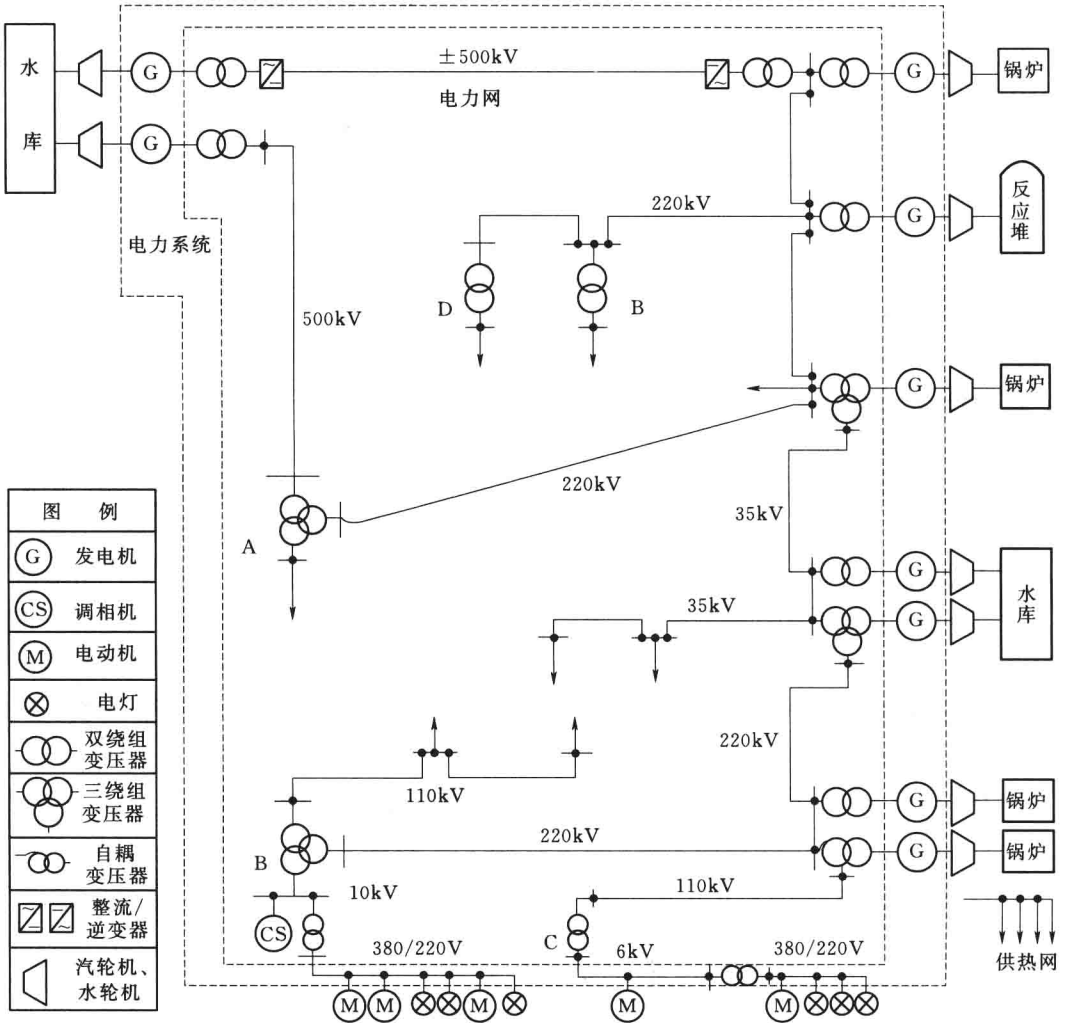 水
库
G
±500kV
电力网
G
锅炉
G
电力系统
220kV
G
反
应
堆
D
B
500kV
G
锅炉
220kV
35kV
A
G
水
库
35kV
G
220kV
110kV
G
锅炉
B
220kV
G
锅炉
10kV
110kV
CS
C
380/220V
6kV
380/220V
供热网
M
M
M
M
M
图 例
G
发电机
CS
调相机
M
电动机
电灯
双绕组
变压器
三绕组
变压器
自耦
变压器
整流/
逆变器
汽轮机、
水轮机